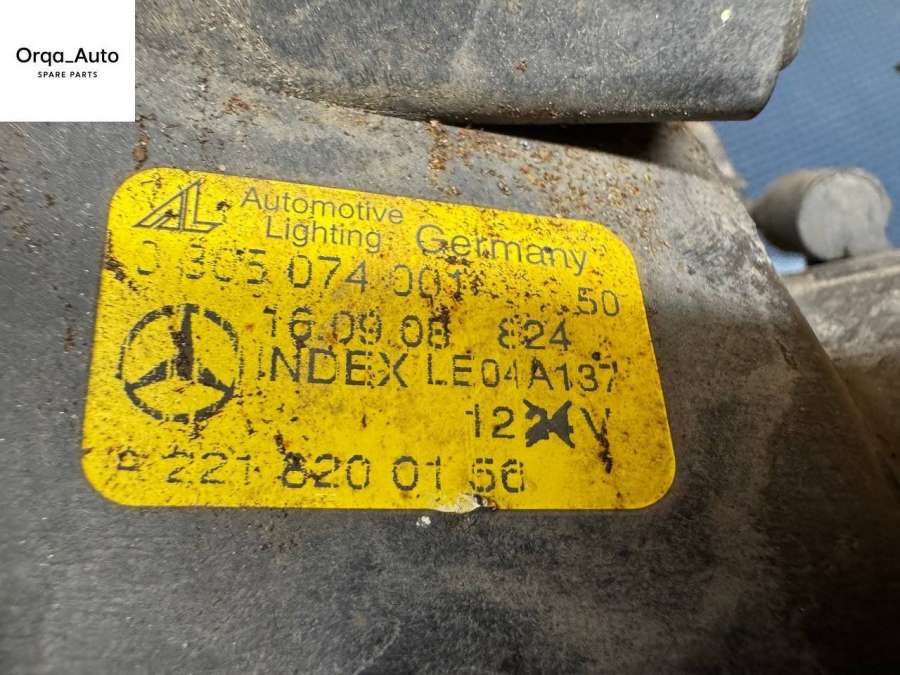 Orqa_Auto
SPARE PARTS
AL Automotive
Lighting Germany
0 305 074 001 50
16 09 08 824
INDEX LE04A137
12 V
221 820 01 56